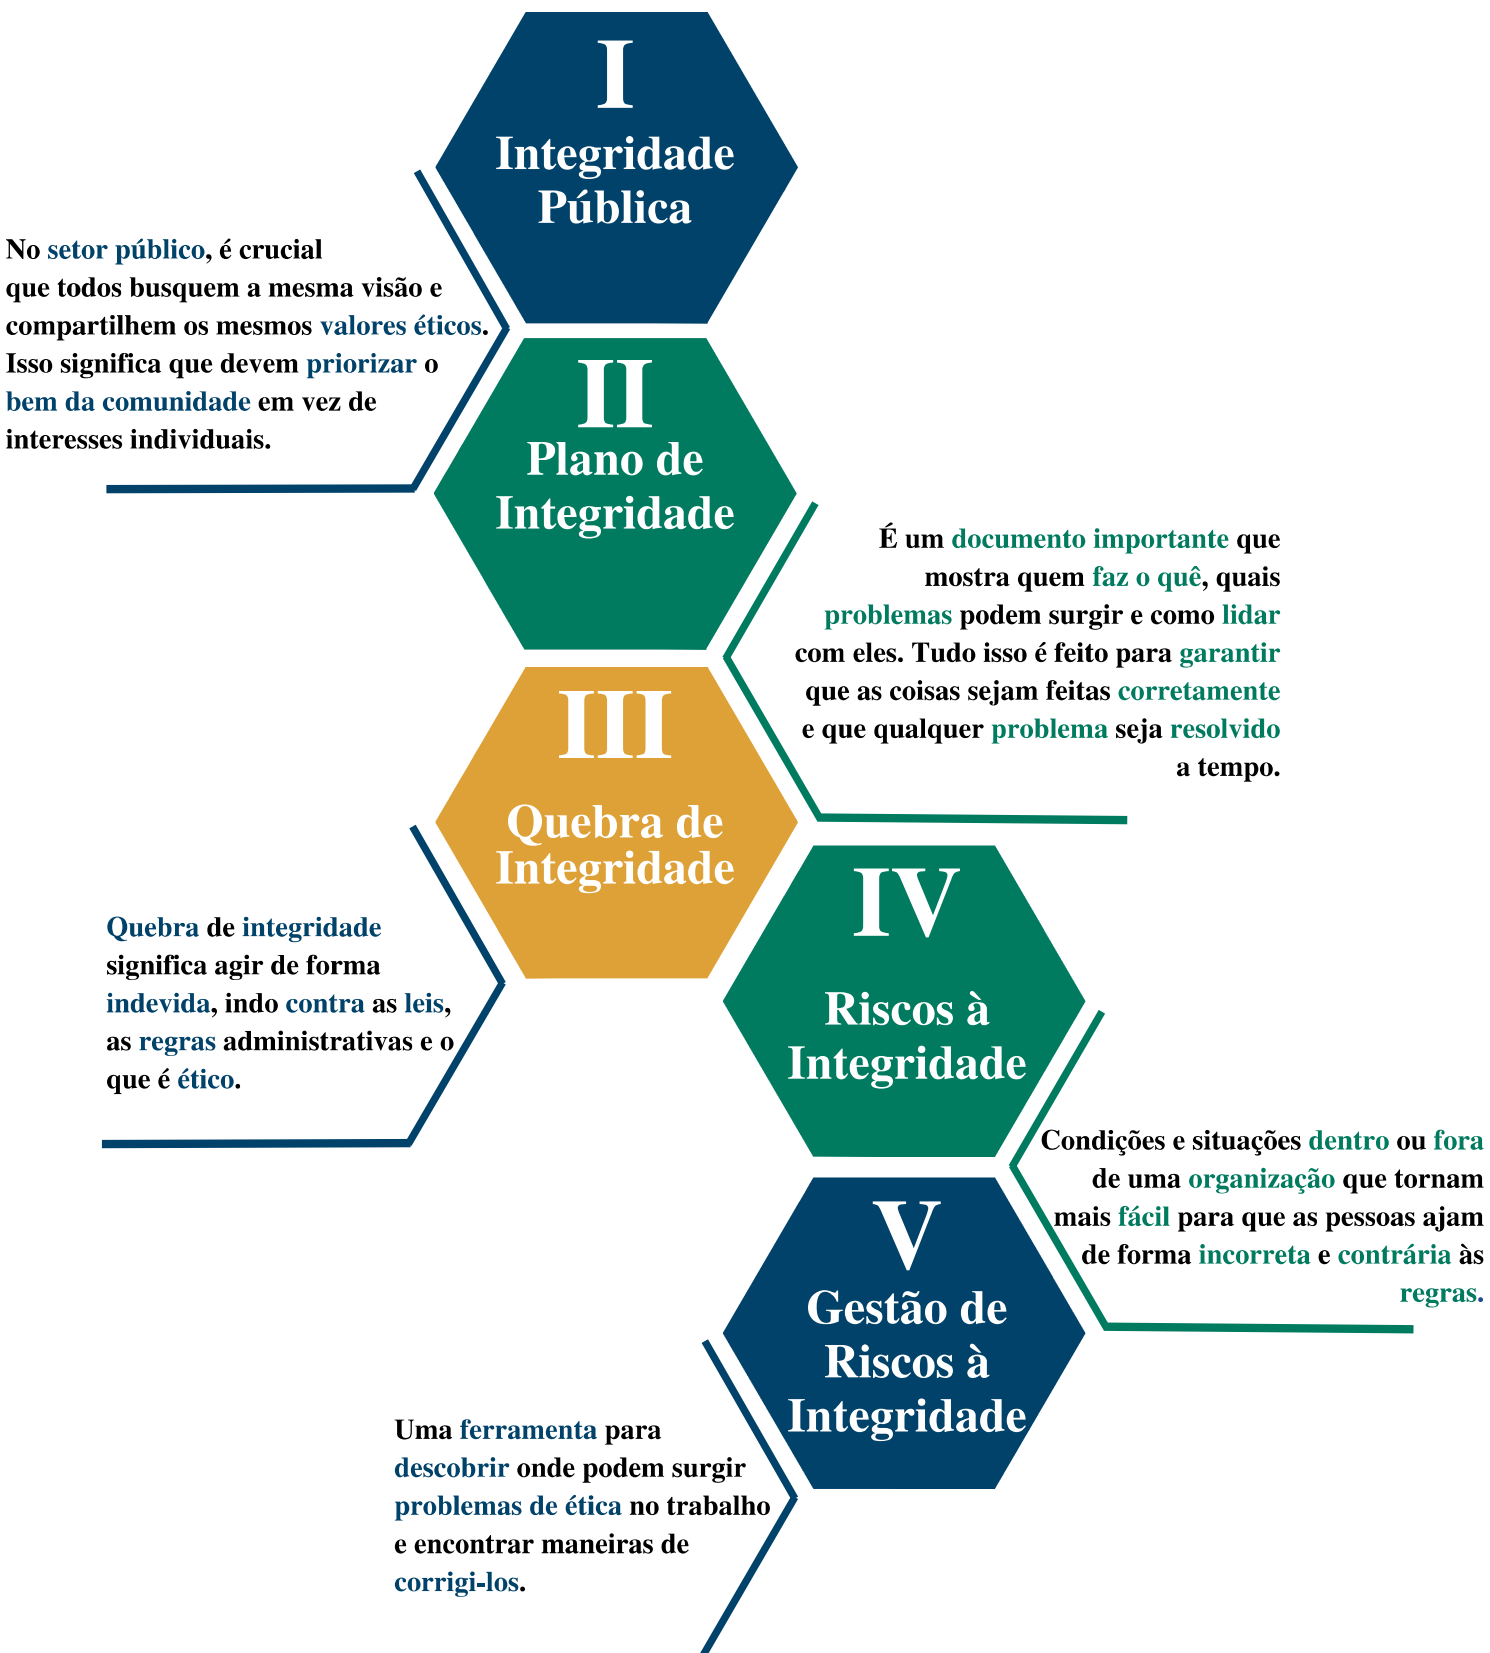 I
Integridade
Pública
No setor público, é crucial
que todos busquem a mesma visão e
compartilhem os mesmos valores éticos.
Isso significa que devem priorizar o
bem da comunidade em vez de
interesses individuais.
II
Plano de
Integridade
É um documento importante que
mostra quem faz o quê, quais
problemas podem surgir e como lidar
com eles. Tudo isso é feito para garantir
que as coisas sejam feitas corretamente
e que qualquer problema seja resolvido
a tempo.
III
Quebra de
Integridade
Quebra de integridade
significa agir de forma
indevida, indo contra as leis,
as regras administrativas e o
que é ético.
IV
Riscos à
Integridade
Condições e situações dentro ou fora
de uma organização que tornam
mais fácil para que as pessoas ajam
de forma incorreta e contrária às
regras.
V
Gestão de
Riscos à
Integridade
Uma ferramenta para
descobrir onde podem surgir
problemas de ética no trabalho
e encontrar maneiras de
corrigi-los.